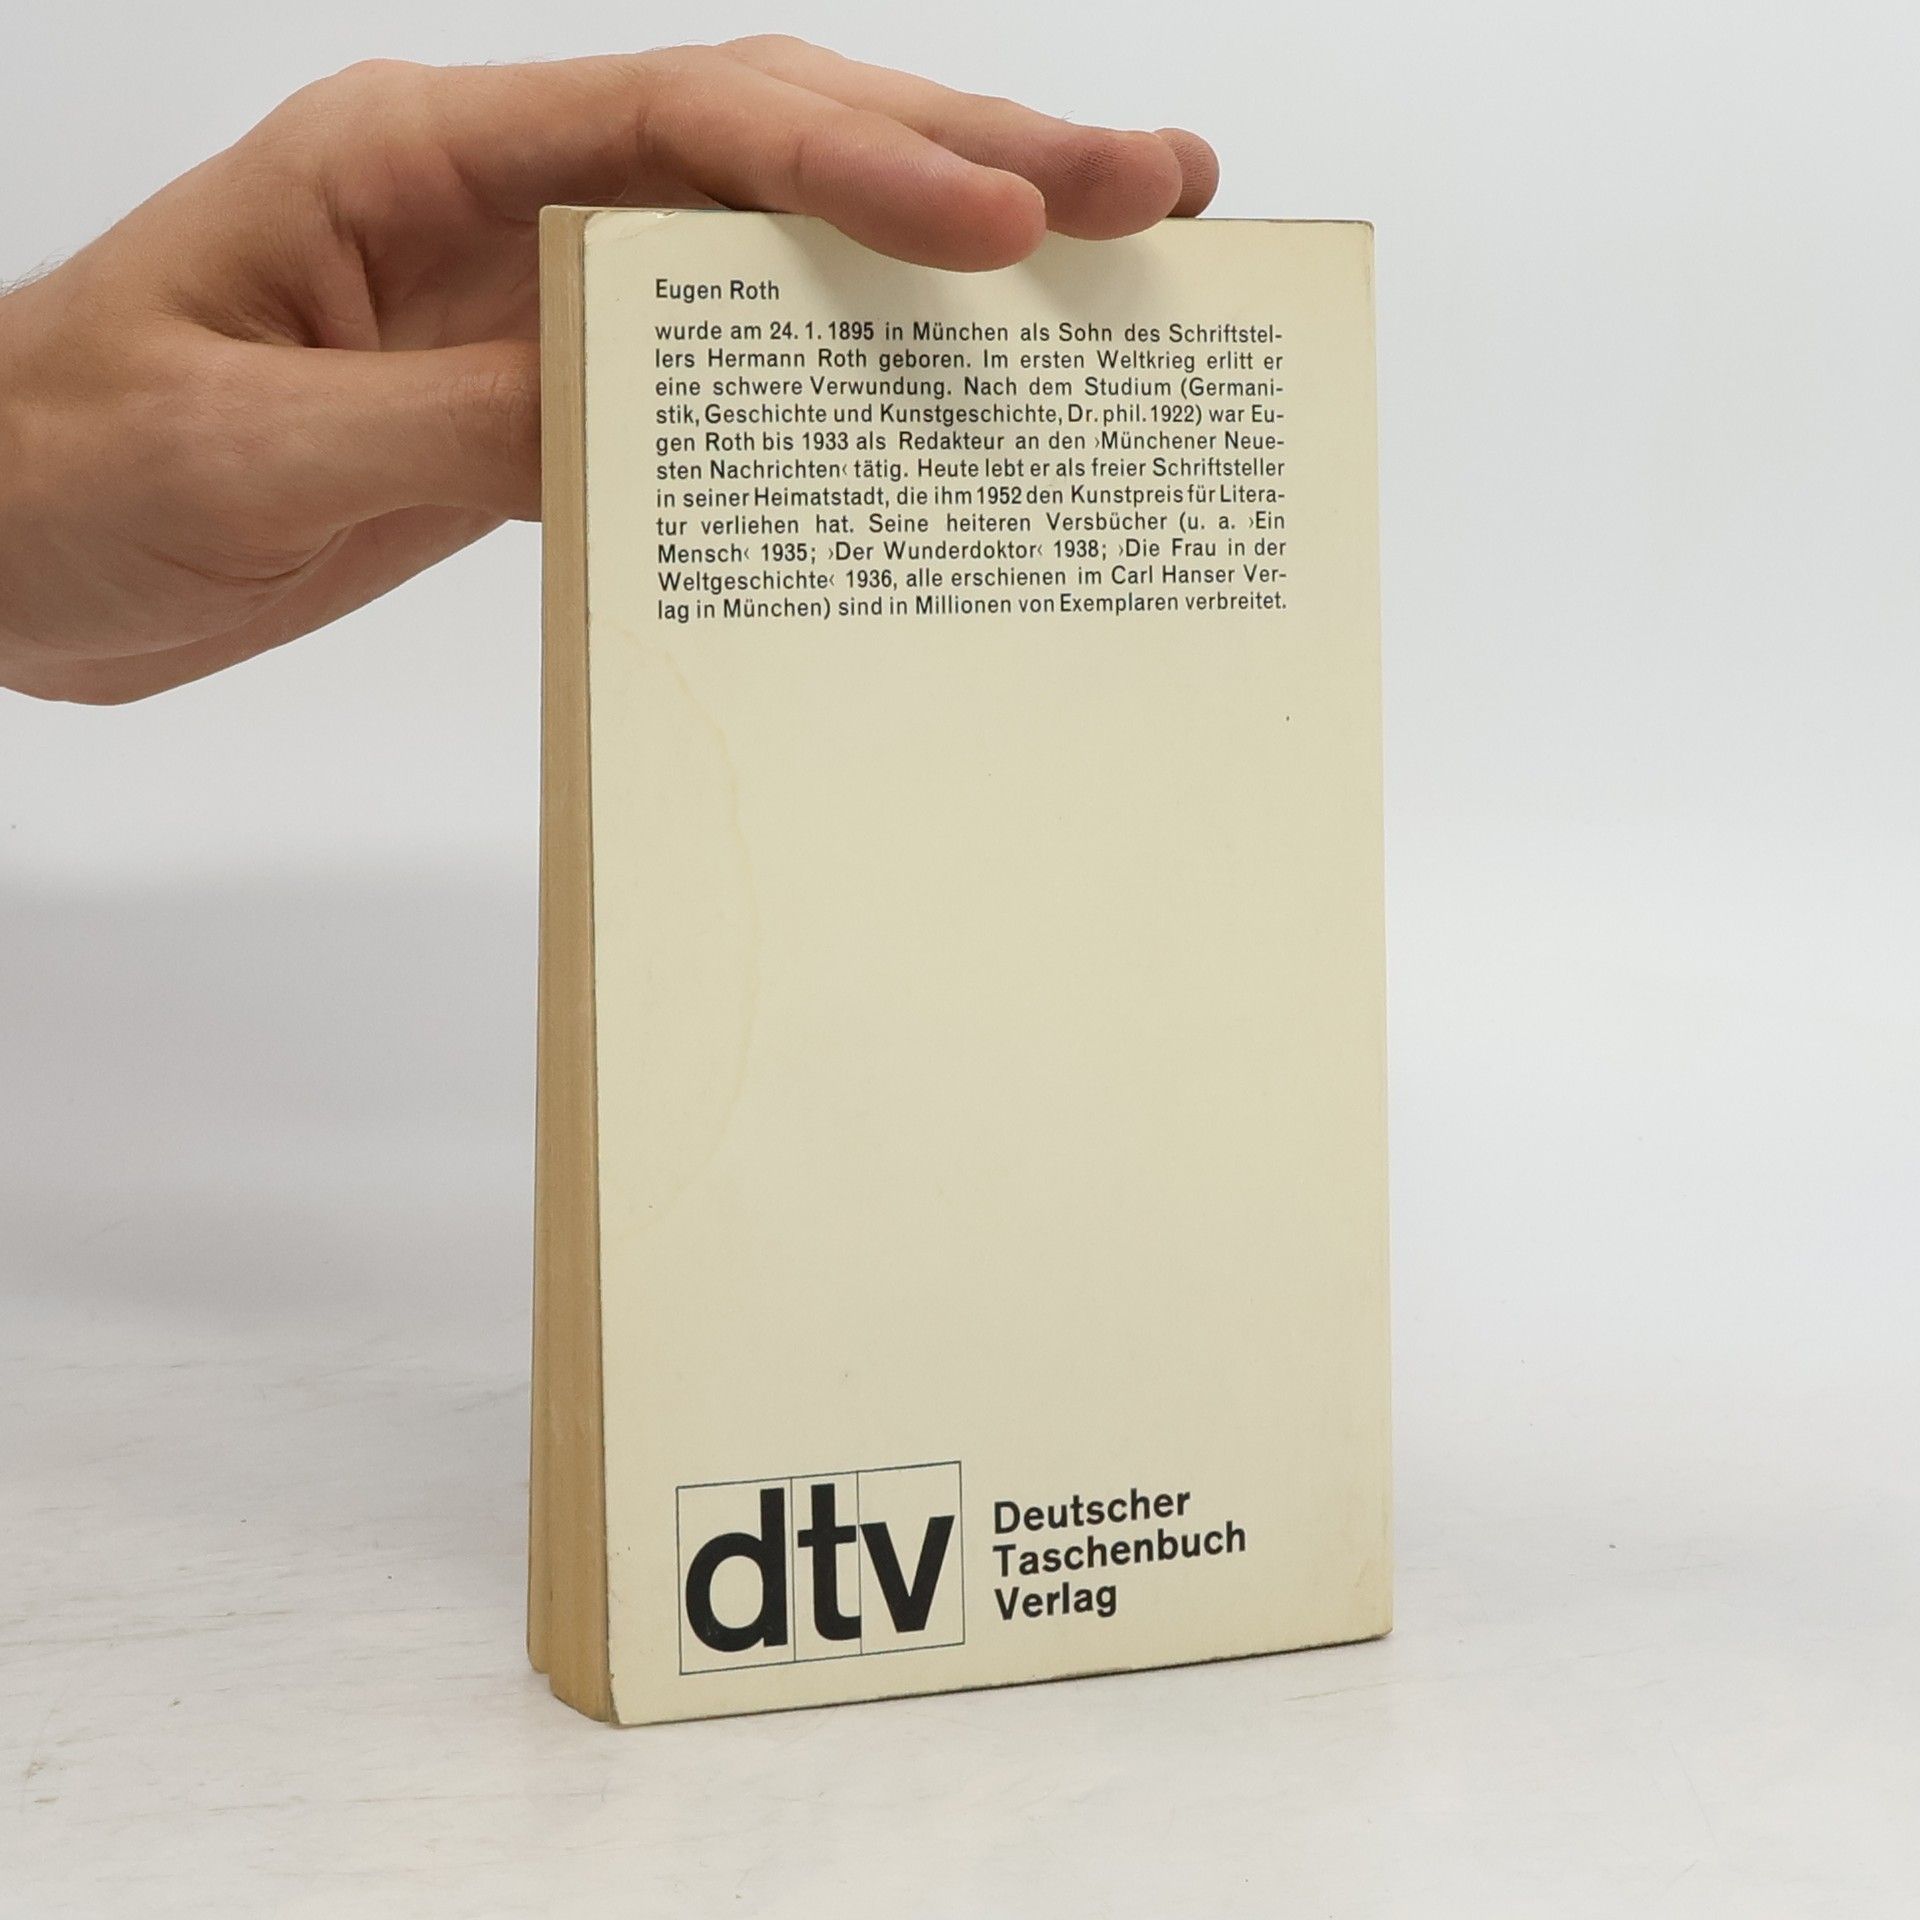 Eugen Roth
wurde am 24. 1. 1895 in München als Sohn des Schriftstel-
lers Hermann Roth geboren. Im ersten Weltkrieg erlitt er
eine schwere Verwundung. Nach dem Studium (Germani-
stik, Geschichte und Kunstgeschichte, Dr. phil. 1922) war Eu-
gen Roth bis 1933 als Redakteur an den ›Münchener Neue-
sten Nachrichten‹ tätig. Heute lebt er als freier Schriftsteller
in seiner Heimatstadt, die ihm 1952 den Kunstpreis für Litera-
tur verliehen hat. Seine heiteren Versbücher (u. a. ›Ein
Mensch‹ 1935; ›Der Wunderdoktor‹ 1938; ›Die Frau in der
Weltgeschichte‹ 1936, alle erschienen im Carl Hanser Ver-
lag in München) sind in Millionen von Exemplaren verbreitet.
dtv
Deutscher
Taschenbuch
Verlag